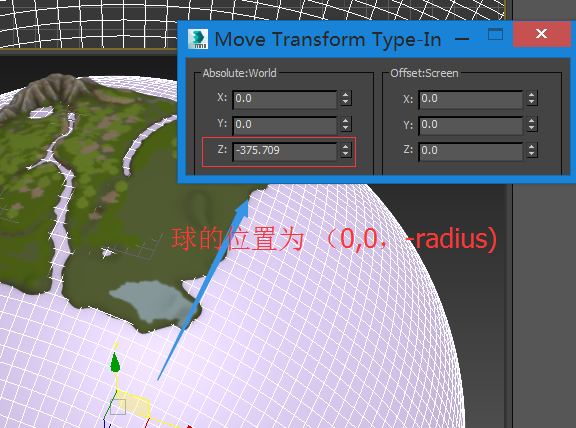 Move Transform Type-In
Absolute:World
Offset:Screen
X: 0.0
X: 0.0
Y: 0.0
Y: 0.0
Z: -375.709
Z: 0.0
球的位置为 （0,0，-radius)